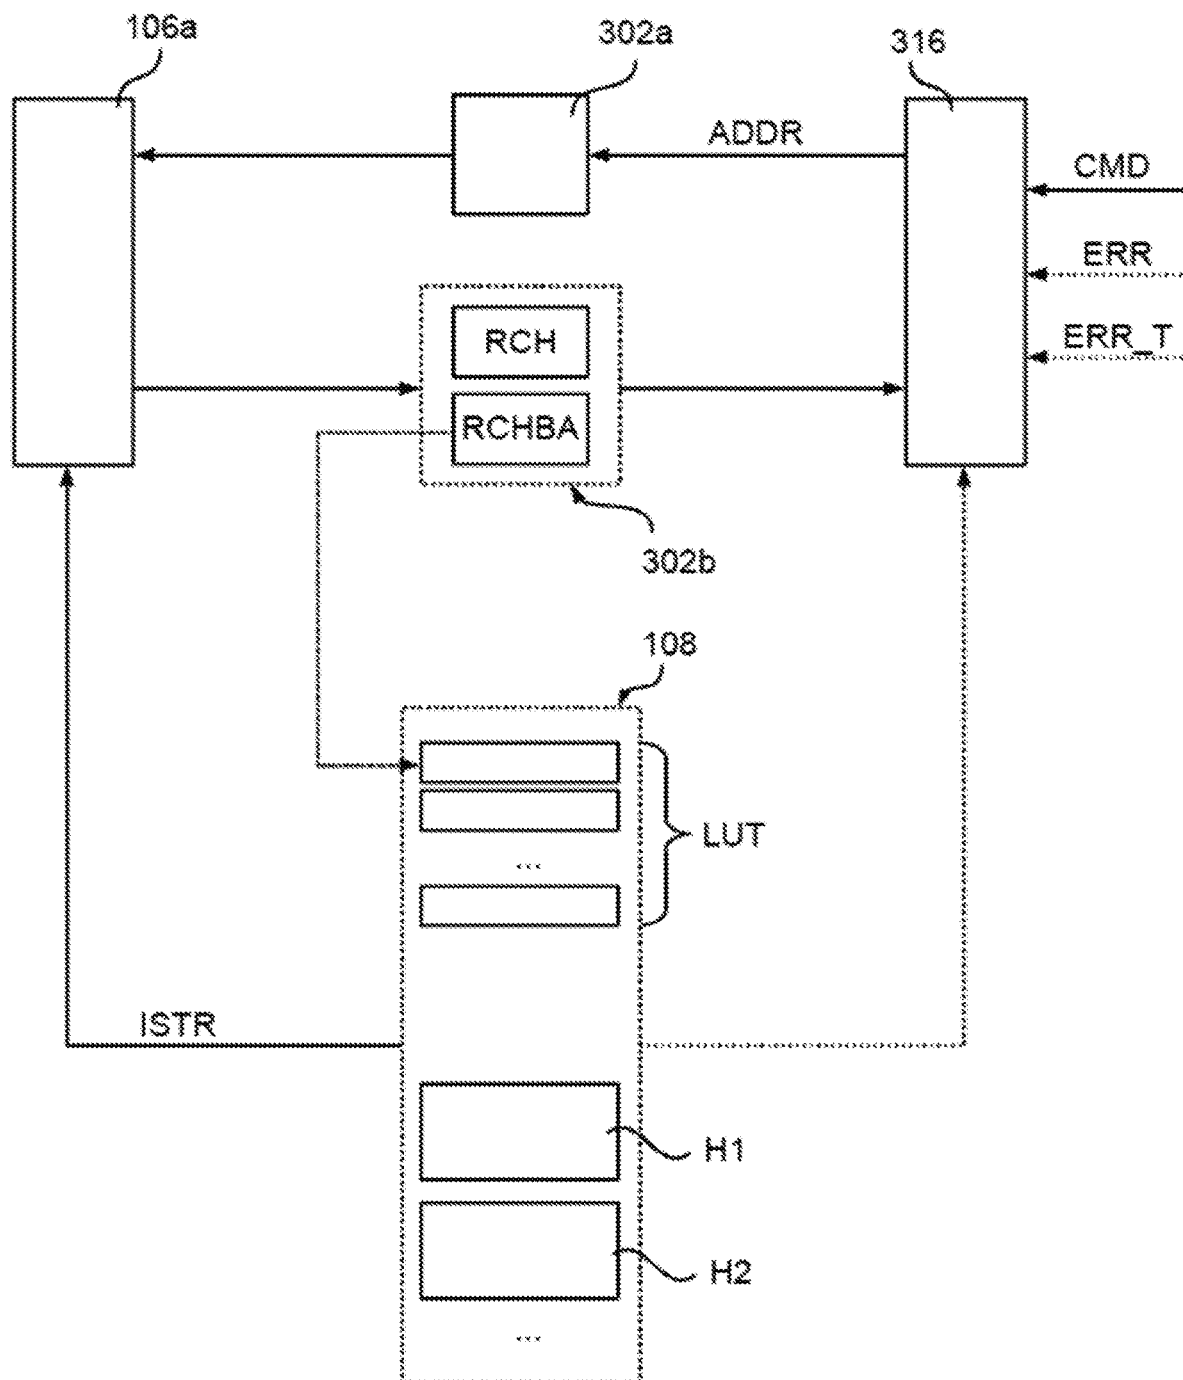 106a
302a
316
ADDR
CMD
ERR
ERR_T
RCH
RCHBA
302b
108
...
LUT
ISTR
H1
H2
...